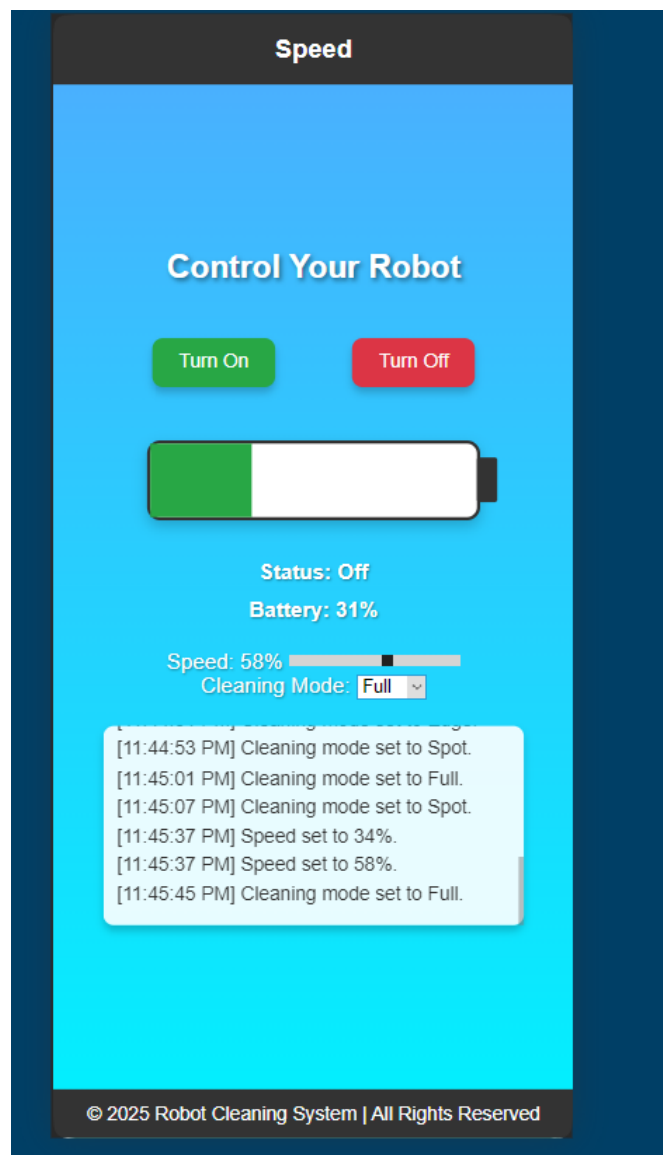 Speed
Control Your Robot
Turn On Turn Off
Status: Off
Battery: 31%
Speed: 58%
Cleaning Mode: Full
Cleaning mode set to
[11:44:53 PM] Cleaning mode set to Spot.
[11:45:01 PM] Cleaning mode set to Full.
[11:45:07 PM] Cleaning mode set to Spot.
[11:45:37 PM] Speed set to 34%.
[11:45:37 PM] Speed set to 58%.
[11:45:45 PM] Cleaning mode set to Full.
© 2025 Robot Cleaning System | All Rights Reserved